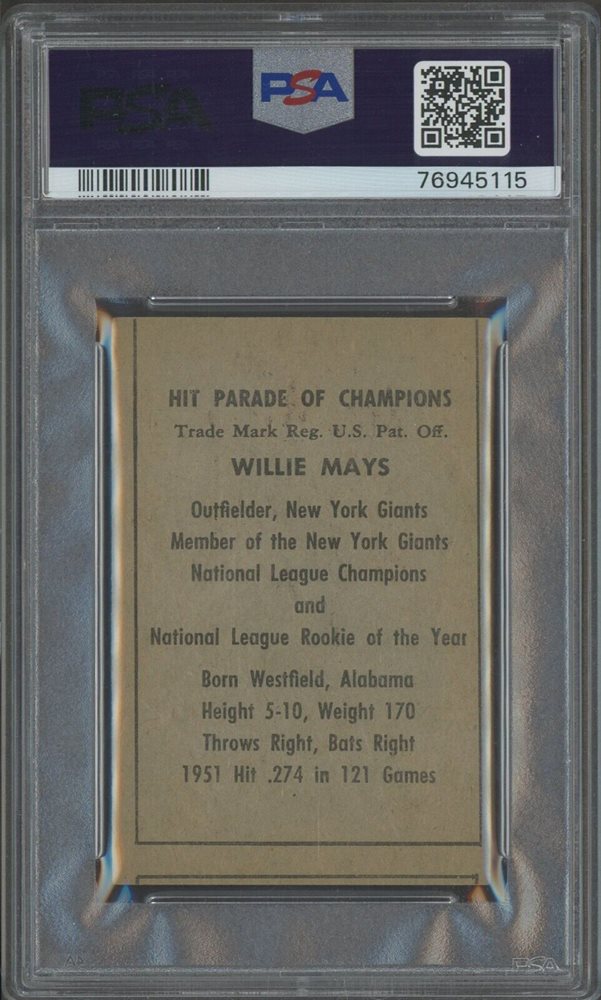 PSA
PSA
76945115
HIT PARADE OF CHAMPIONS
Trade Mark Reg. U.S. Pat. Off.
WILLIE MAYS
Outfielder, New York Giants
Member of the New York Giants
National League Champions
and
National League Rookie of the Year
Born Westfield, Alabama
Height 5-10, Weight 170
Throws Right, Bats Right
1951 Hit .274 in 121 Games
PSA